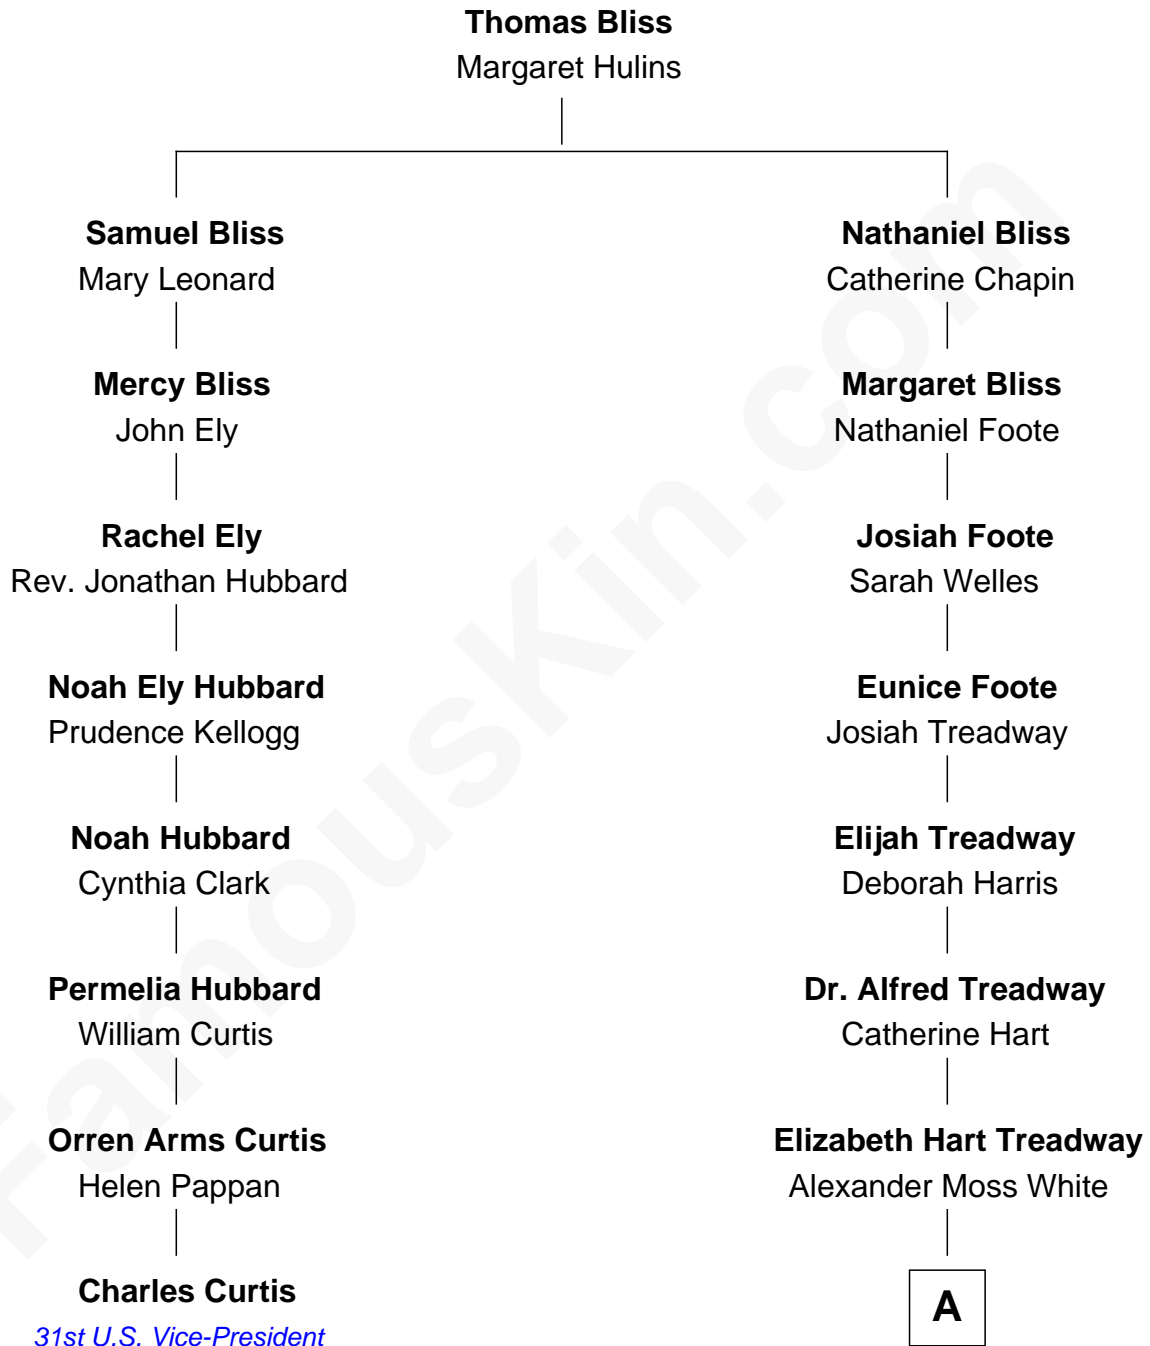 Thomas Bliss
Margaret Hulins
Samuel Bliss
Mary Leonard
Nathaniel Bliss
Catherine Chapin
Mercy Bliss
John Ely
Margaret Bliss
Nathaniel Foote
Rachel Ely
Rev. Jonathan Hubbard
Josiah Foote
Sarah Welles
Noah Ely Hubbard
Prudence Kellogg
Eunice Foote
Josiah Treadway
Noah Hubbard
Cynthia Clark
Elijah Treadway
Deborah Harris
Permelia Hubbard
William Curtis
Dr. Alfred Treadway
Catherine Hart
Orren Arms Curtis
Helen Pappan
Elizabeth Hart Treadway
Alexander Moss White
Charles Curtis
31st U.S. Vice-President
A
FamousKin.com